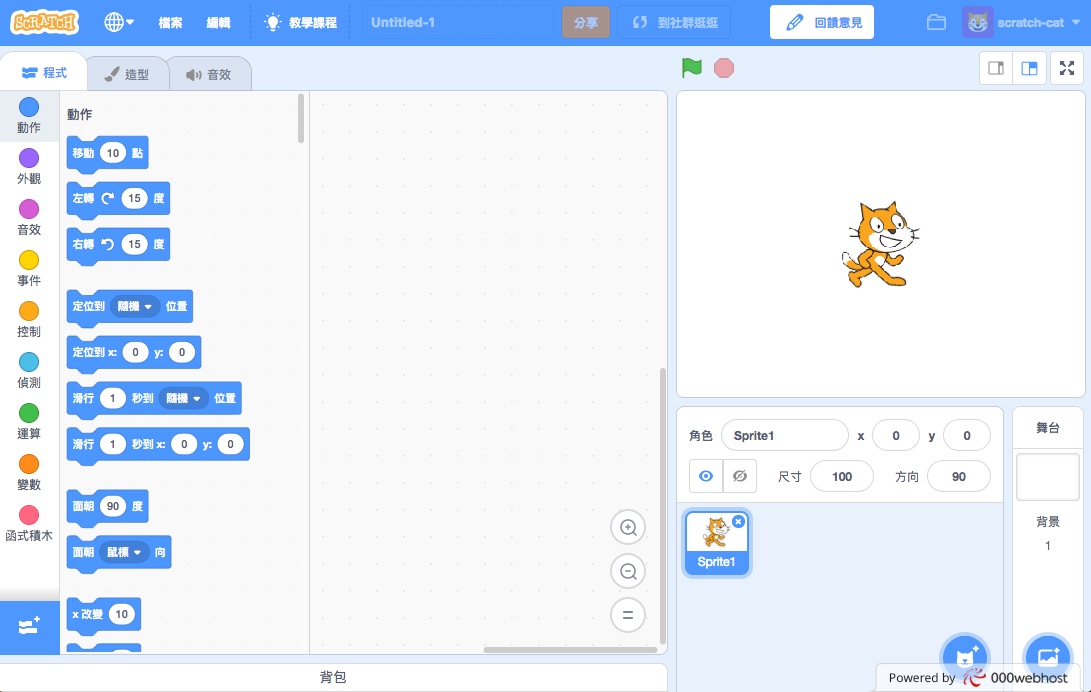 SCRATCH 檔案 編輯 教學課程 Untitled-1 分享 到社群逛逛 回饋意見 scratch-cat
程式 造型 音效
動作
外觀
音效
事件
控制
偵測
運算
變數
函式積木
動作
移動 10 點
左轉 15 度
右轉 15 度
定位到 隨機 位置
定位到 x: 0 y: 0
滑行 1 秒到 隨機 位置
滑行 1 秒到 x: 0 y: 0
面朝 90 度
面朝 鼠標 向
x 改變 10
背包
角色 Sprite1 x 0 y 0
尺寸 100 方向 90
Sprite1
舞台
背景
1
Powered by 000webhost